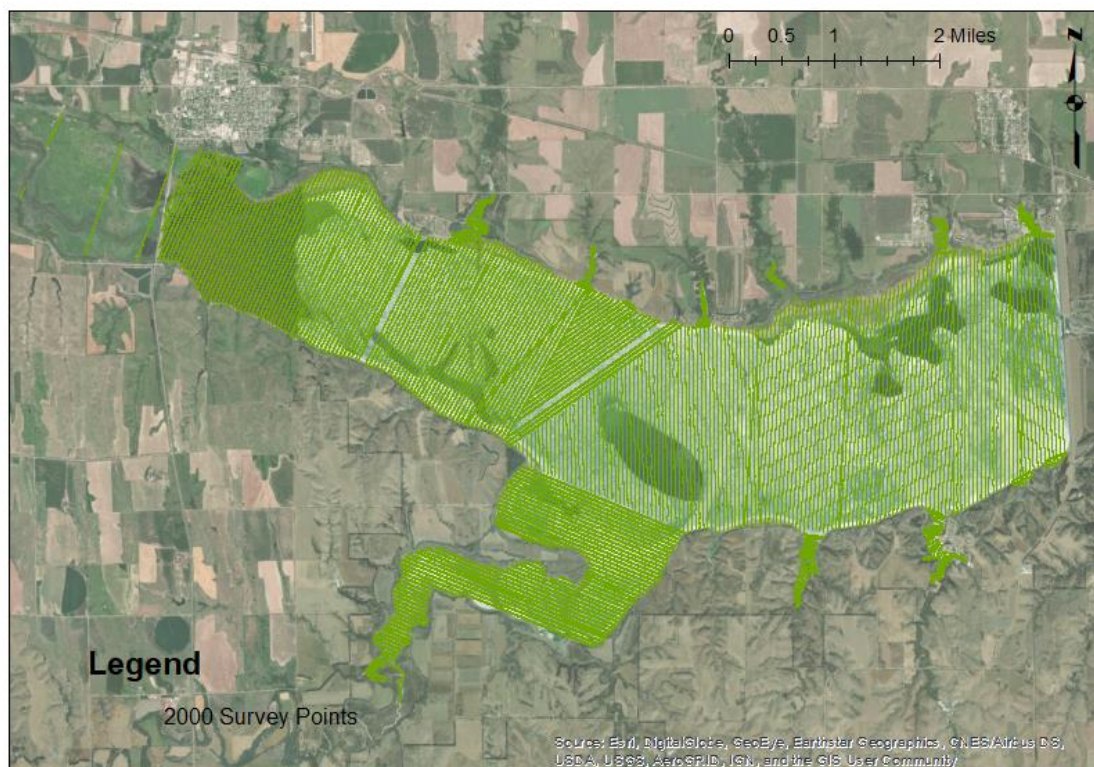 0 0.5 1 2 Miles
N
Legend
2000 Survey Points
Source: Esri, DigitalGlobe, GeoEye, Earthstar Geographics, CNES/Airbus DS,
USDA, USGS, AeroGRID, IGN, and the GIS User Community